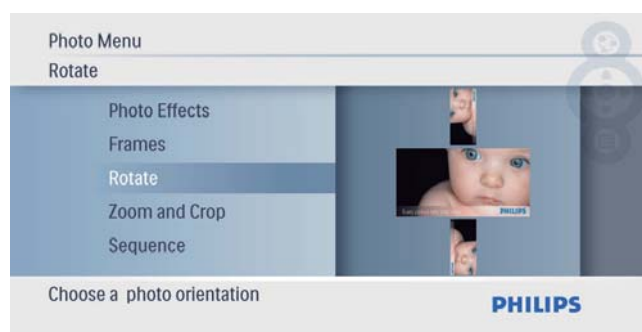 Photo Menu
Rotate
Photo Effects
Frames
Rotate
Zoom and Crop
Sequence
PHILIPS
Choose a photo orientation
PHILIPS